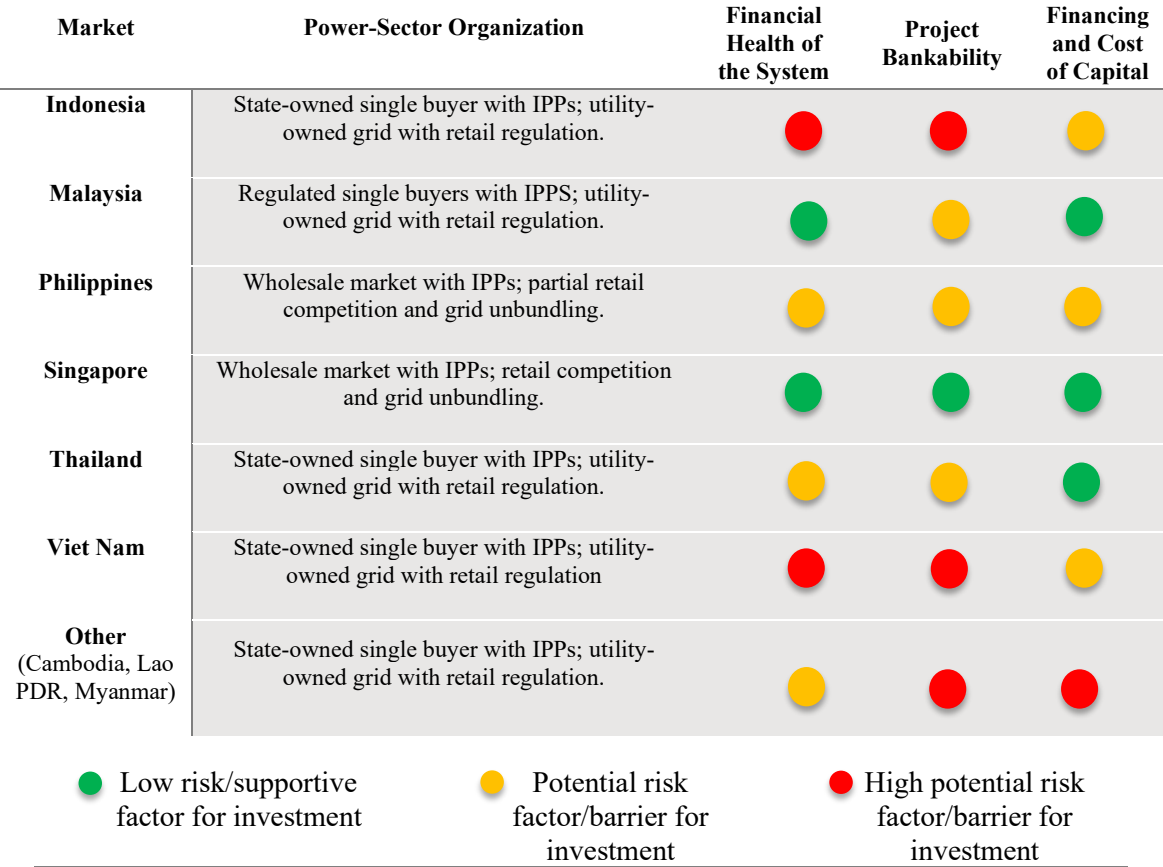 Market
Power-Sector Organization
Financial
Health of
the System
Project
Bankability
Financing
and Cost
of Capital
Indonesia
State-owned single buyer with IPPs; utility-
owned grid with retail regulation.
Malaysia
Regulated single buyers with IPPS; utility-
owned grid with retail regulation.
Philippines
Wholesale market with IPPs; partial retail
competition and grid unbundling.
Singapore
Wholesale market with IPPs; retail competition
and grid unbundling.
Thailand
State-owned single buyer with IPPs; utility-
owned grid with retail regulation.
Viet Nam
State-owned single buyer with IPPs; utility-
owned grid with retail regulation
Other
(Cambodia, Lao
PDR, Myanmar)
State-owned single buyer with IPPs; utility-
owned grid with retail regulation.
Low risk/supportive
factor for investment
Potential risk
factor/barrier for
investment
High potential risk
factor/barrier for
investment